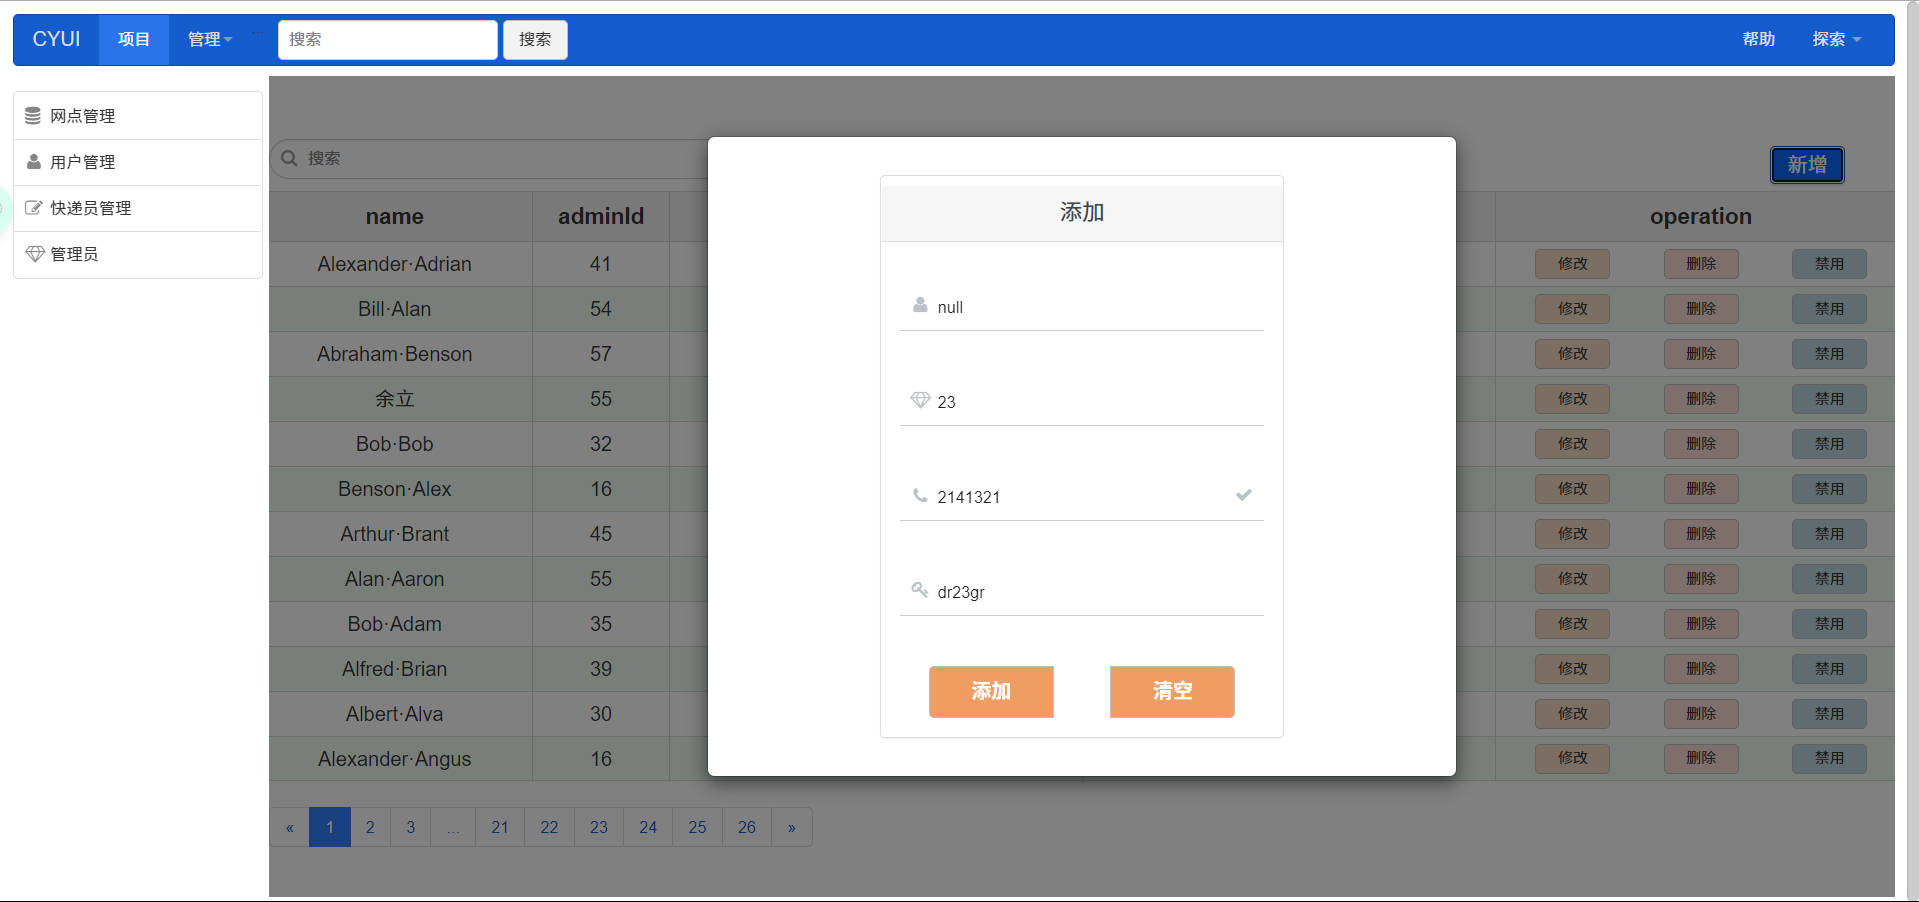 CYUI 项目 管理 ... 搜索 搜索 帮助 探索
网点管理
用户管理
快递员管理
管理员
搜索 新增
name adminId operation
Alexander·Adrian 41 修改 删除 禁用
Bill·Alan 54 修改 删除 禁用
Abraham·Benson 57 修改 删除 禁用
余立 55 修改 删除 禁用
Bob·Bob 32 修改 删除 禁用
Benson·Alex 16 修改 删除 禁用
Arthur·Brant 45 修改 删除 禁用
Alan·Aaron 55 修改 删除 禁用
Bob·Adam 35 修改 删除 禁用
Alfred·Brian 39 修改 删除 禁用
Albert·Alva 30 修改 删除 禁用
Alexander·Angus 16 修改 删除 禁用
添加
null
23
2141321
dr23gr
添加 清空
« 1 2 3 ... 21 22 23 24 25 26 »